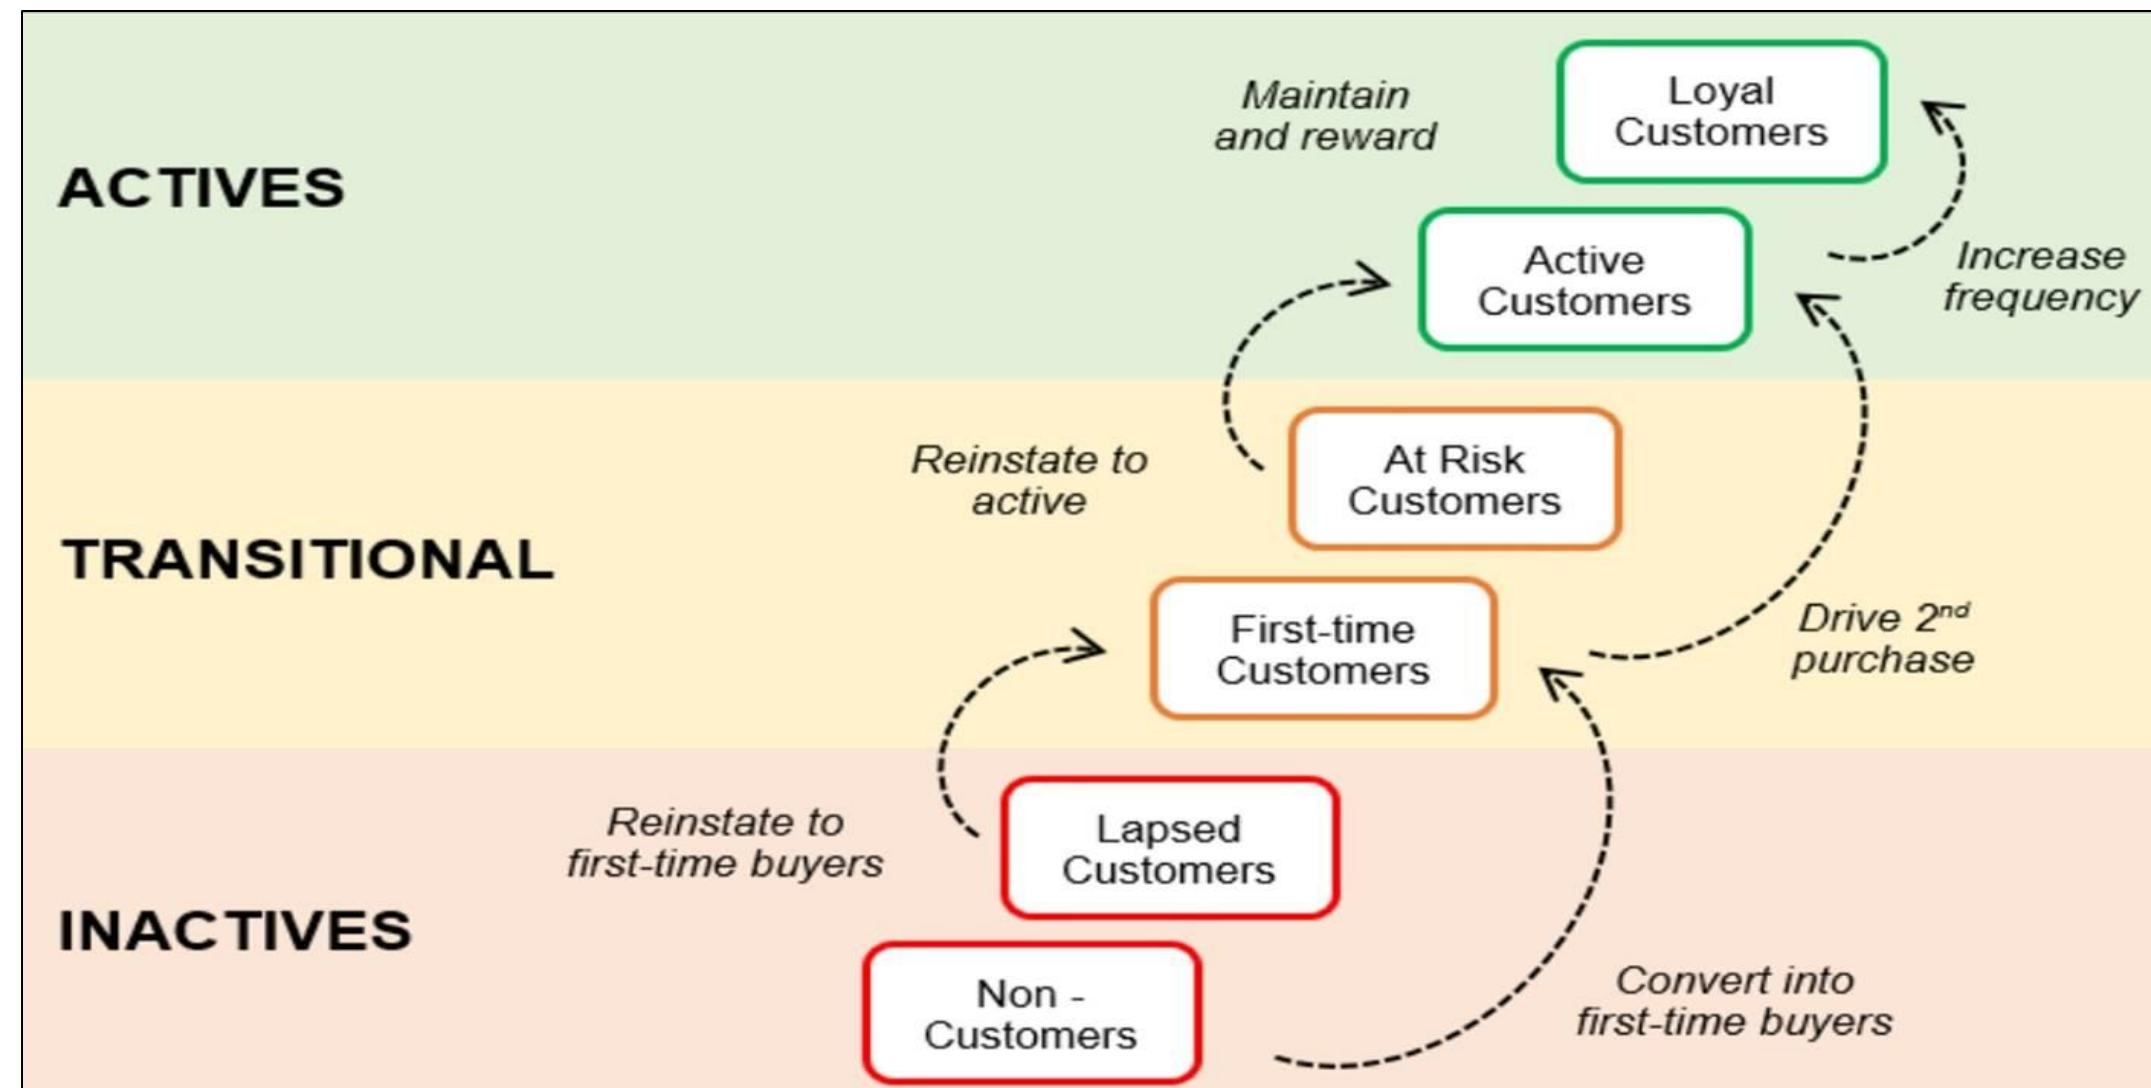 Maintain
and reward
Loyal
Customers
ACTIVES
Active
Customers
Increase
frequency
Reinstate to
active
At Risk
Customers
TRANSITIONAL
First-time
Customers
Drive 2nd
purchase
Reinstate to
first-time buyers
Lapsed
Customers
INACTIVES
Non -
Customers
Convert into
first-time buyers